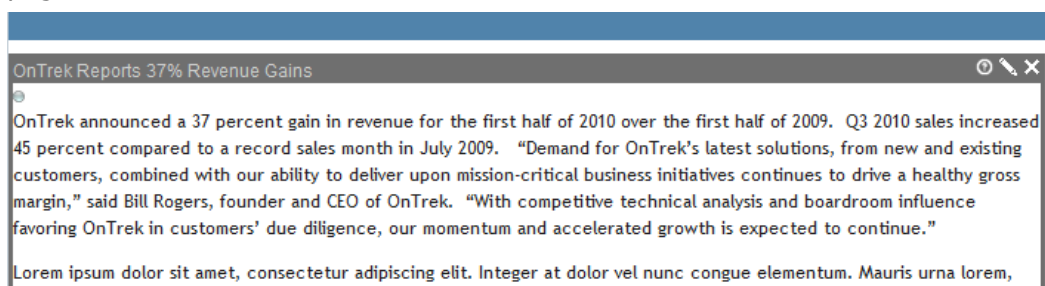 OnTrek Reports 37% Revenue Gains
OnTrek announced a 37 percent gain in revenue for the first half of 2010 over the first half of 2009.  Q3 2010 sales increased
45 percent compared to a record sales month in July 2009.   “Demand for OnTrek’s latest solutions, from new and existing
customers, combined with our ability to deliver upon mission-critical business initiatives continues to drive a healthy gross
margin,” said Bill Rogers, founder and CEO of OnTrek.  “With competitive technical analysis and boardroom influence
favoring OnTrek in customers’ due diligence, our momentum and accelerated growth is expected to continue.”
Lorem ipsum dolor sit amet, consectetur adipiscing elit. Integer at dolor vel nunc congue elementum. Mauris urna lorem,